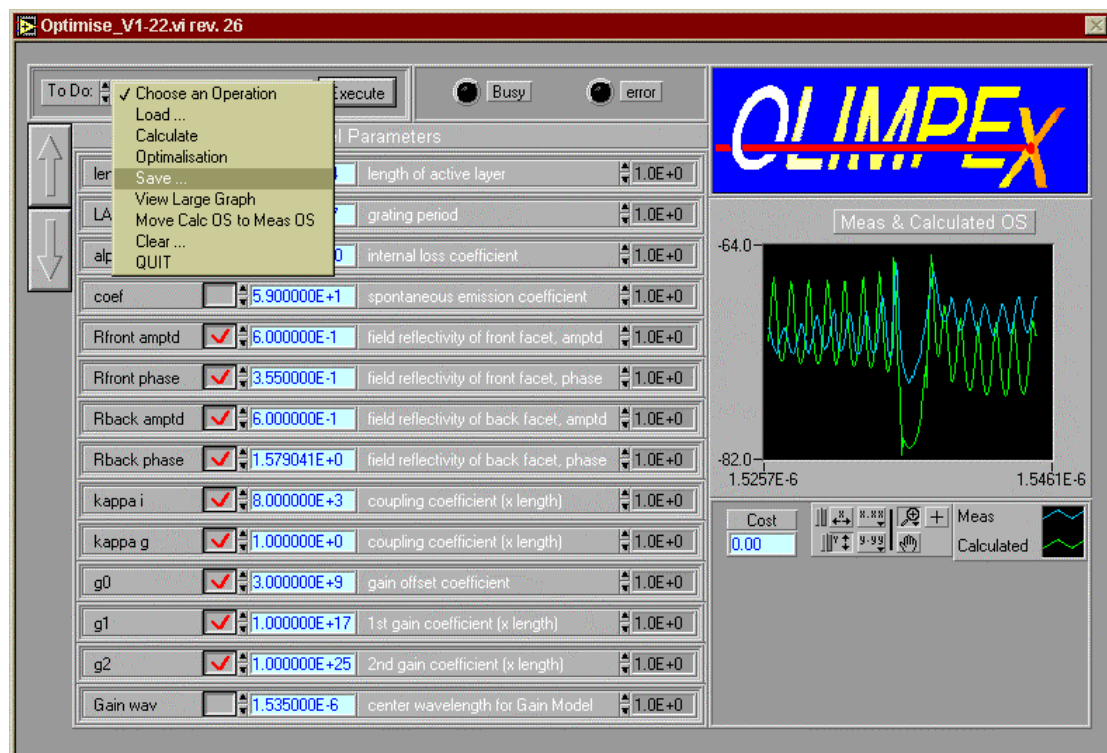 Optimise_V1-22.vi rev. 26
To Do:
✓ Choose an Operation
Load ...
Calculate
Optimalisation
Save ...
View Large Graph
Move Calc OS to Meas OS
Clear ...
QUIT
Execute
Busy
error
OLIMPEx
Parameters
length of active layer 1.0E+0
LA grating period 1.0E+0
internal loss coefficient 1.0E+0
coef 5.900000E+1 spontaneous emission coefficient 1.0E+0
Rfront amptd 6.000000E-1 field reflectivity of front facet, amptd 1.0E+0
Rfront phase 3.550000E-1 field reflectivity of front facet, phase 1.0E+0
Rback amptd 6.000000E-1 field reflectivity of back facet, amptd 1.0E+0
Rback phase 1.579041E+0 field reflectivity of back facet, phase 1.0E+0
kappa i 8.000000E+3 coupling coefficient (x length) 1.0E+0
kappa g 1.000000E+0 coupling coefficient (x length) 1.0E+0
g0 3.000000E+9 gain offset coefficient 1.0E+0
g1 1.000000E+17 1st gain coefficient (x length) 1.0E+0
g2 1.000000E+25 2nd gain coefficient (x length) 1.0E+0
Gain wav 1.535000E-6 center wavelength for Gain Model 1.0E+0
Meas & Calculated OS
-64.0
-82.0
1.5257E-6 1.5461E-6
Cost
0.00
X x.xx
Y y.yy
Meas
Calculated